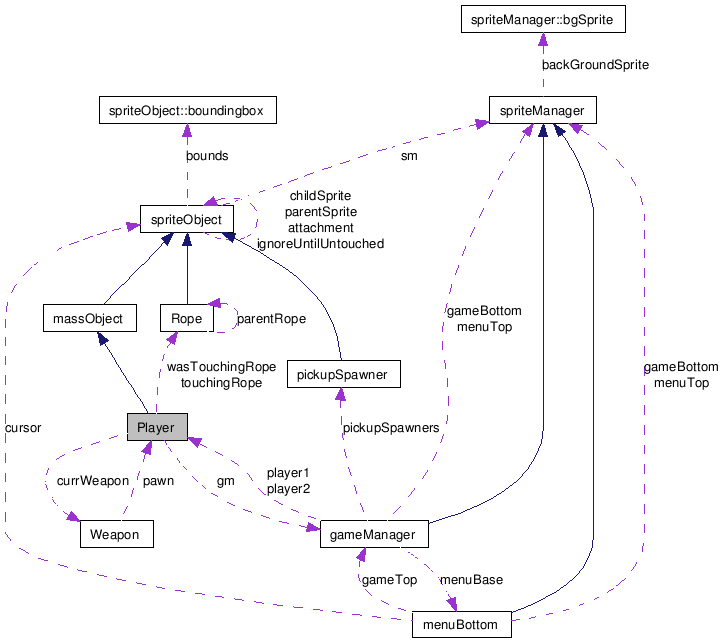 spriteManager::bgSprite
backGroundSprite
spriteObject::boundingbox
spriteManager
bounds
sm
childSprite
parentSprite
attachment
ignoreUntilUntouched
spriteObject
massObject
Rope
parentRope
gameBottom
menuTop
wasTouchingRope
touchingRope
pickupSpawner
gameBottom
menuTop
cursor
Player
pickupSpawners
currWeapon
pawn
gm
player1
player2
Weapon
gameManager
gameTop
menuBase
menuBottom